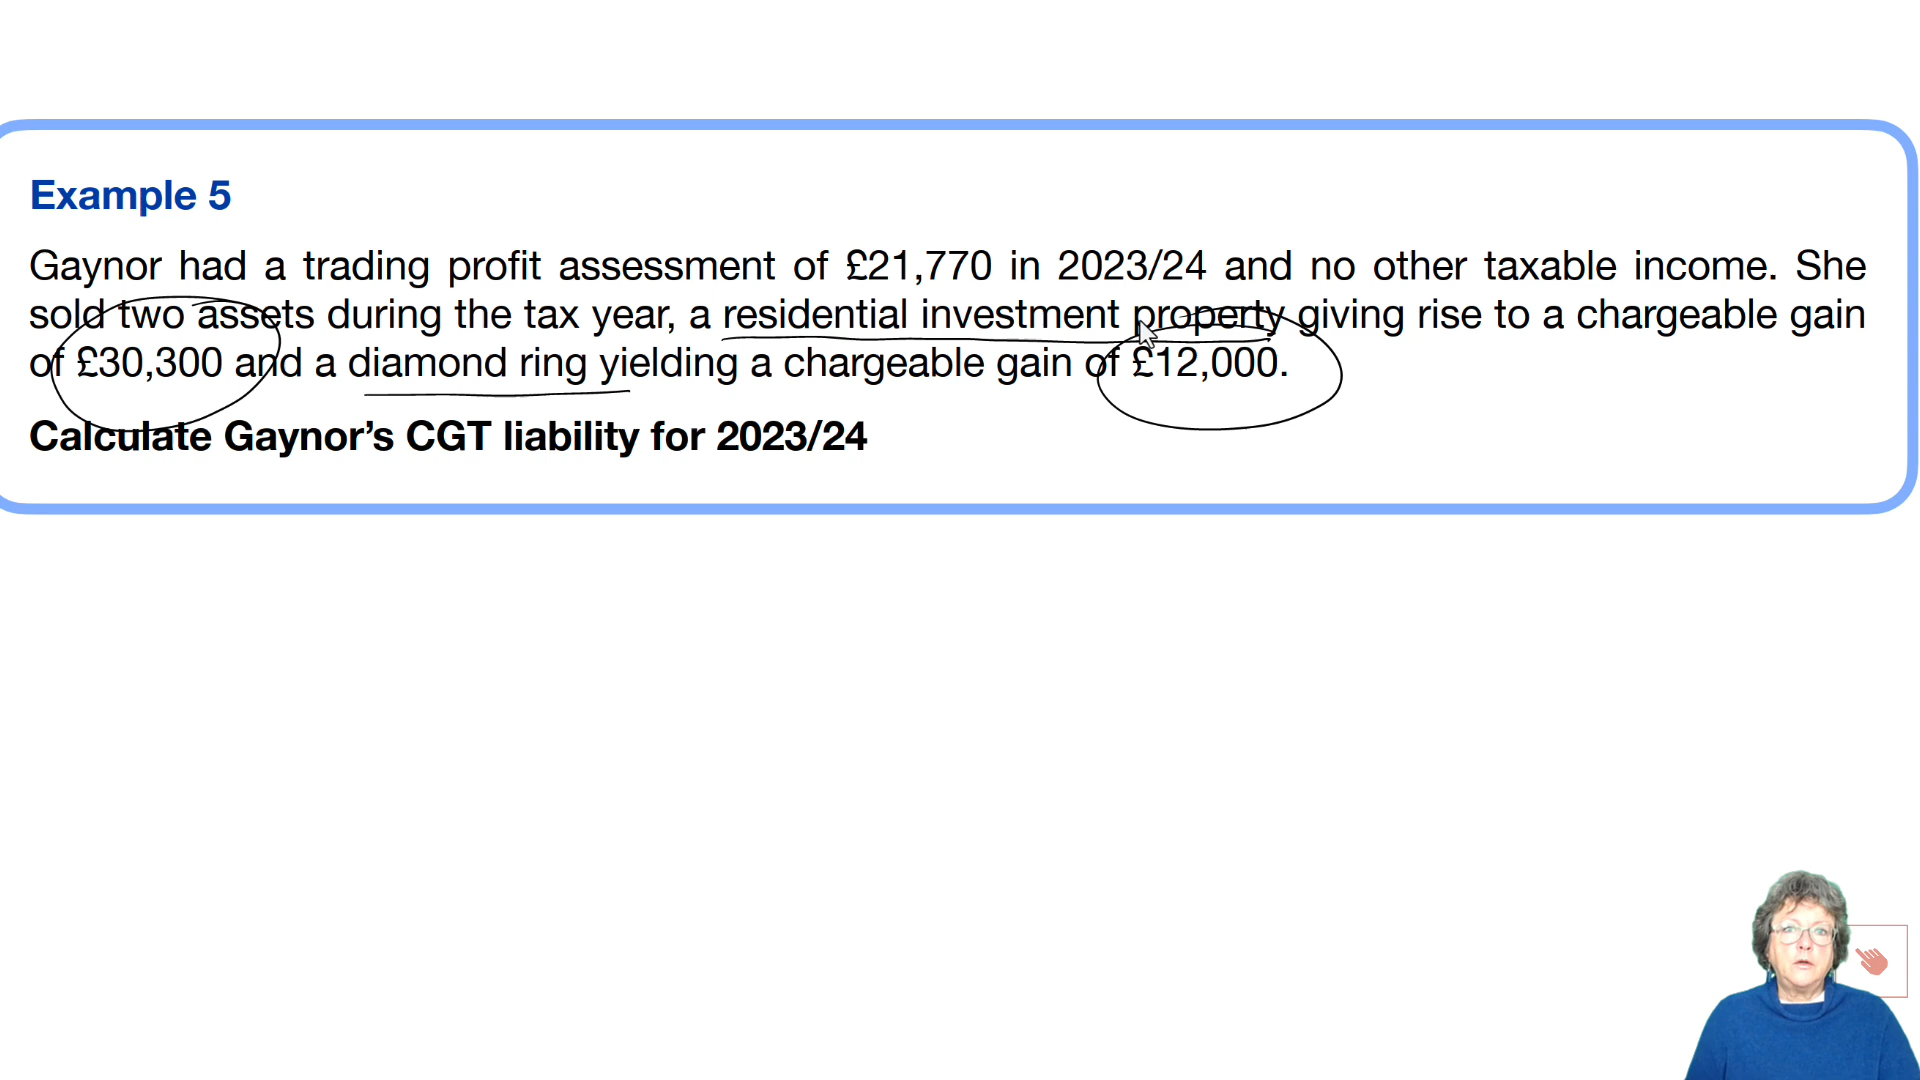 Example 5
Gaynor had a trading profit assessment of £21,770 in 2023/24 and no other taxable income. She
sold two assets during the tax year, a residential investment property giving rise to a chargeable gain
of £30,300 and a diamond ring yielding a chargeable gain of £12,000.
Calculate Gaynor’s CGT liability for 2023/24